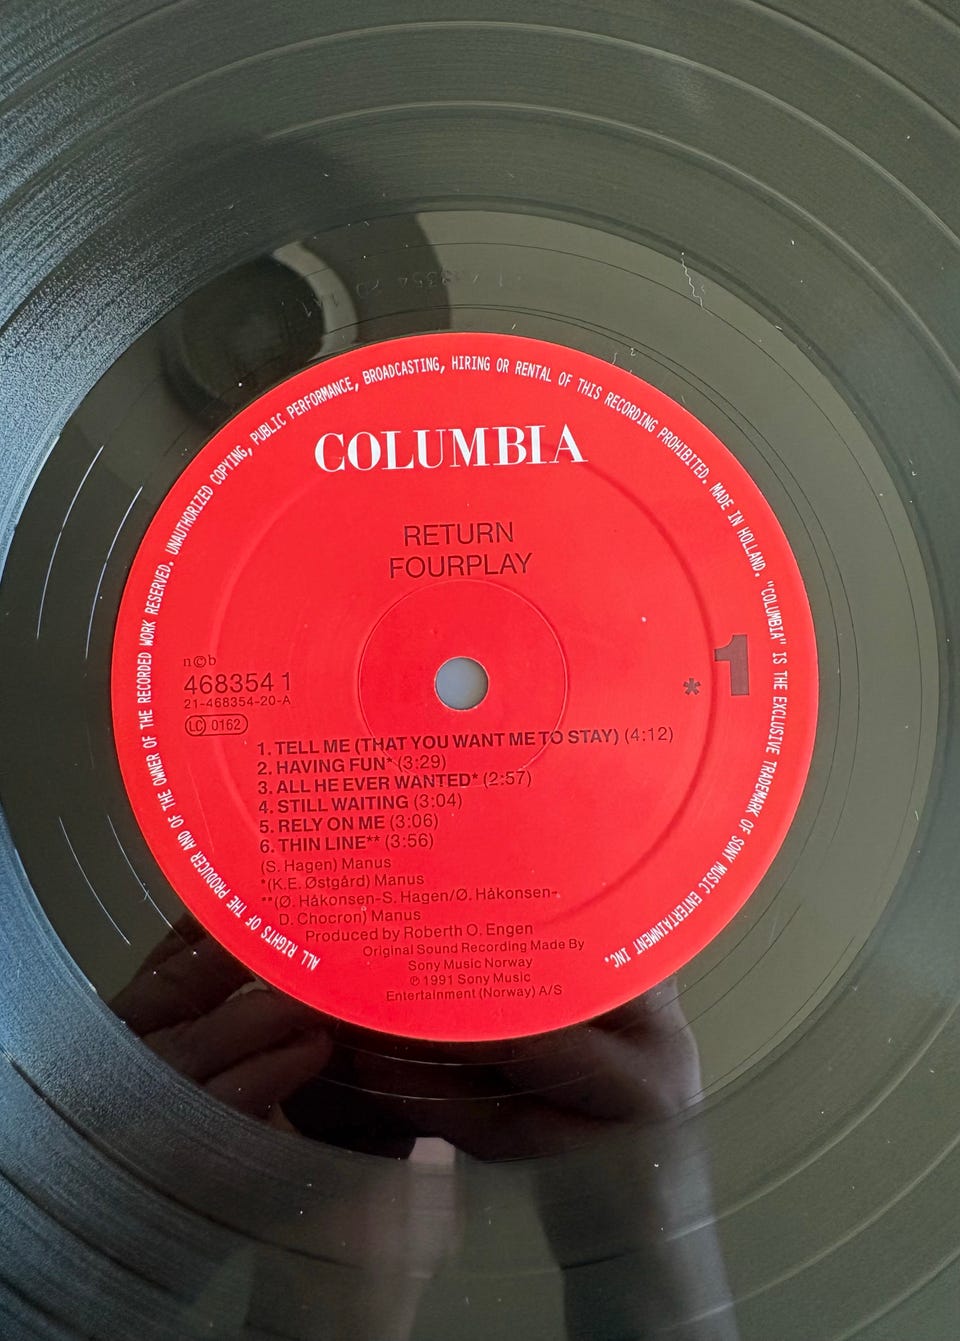 ALL RIGHTS OF THE PRODUCER AND OF THE OWNER OF THE RECORDED WORK RESERVED. UNAUTHORIZED COPYING, PUBLIC PERFORMANCE, BROADCASTING, HIRING OR RENTAL OF THIS RECORDING PROHIBITED. MADE IN HOLLAND. "COLUMBIA" IS THE EXCLUSIVE TRADEMARK OF SONY MUSIC ENTERTAINMENT INC.
COLUMBIA
RETURN
FOURPLAY
n©b
468354 1
21-468354-20-A
LC 0162
* 1
1. TELL ME (THAT YOU WANT ME TO STAY) (4:12)
2. HAVING FUN* (3:29)
3. ALL HE EVER WANTED* (2:57)
4. STILL WAITING (3:04)
5. RELY ON ME (3:06)
6. THIN LINE** (3:56)
(S. Hagen) Manus
*(K.E. Østgård) Manus
**(Ø. Håkonsen-S. Hagen/Ø. Håkonsen-
D. Chocron) Manus
Produced by Roberth O. Engen
Original Sound Recording Made By
Sony Music Norway
℗ 1991 Sony Music
Entertainment (Norway) A/S